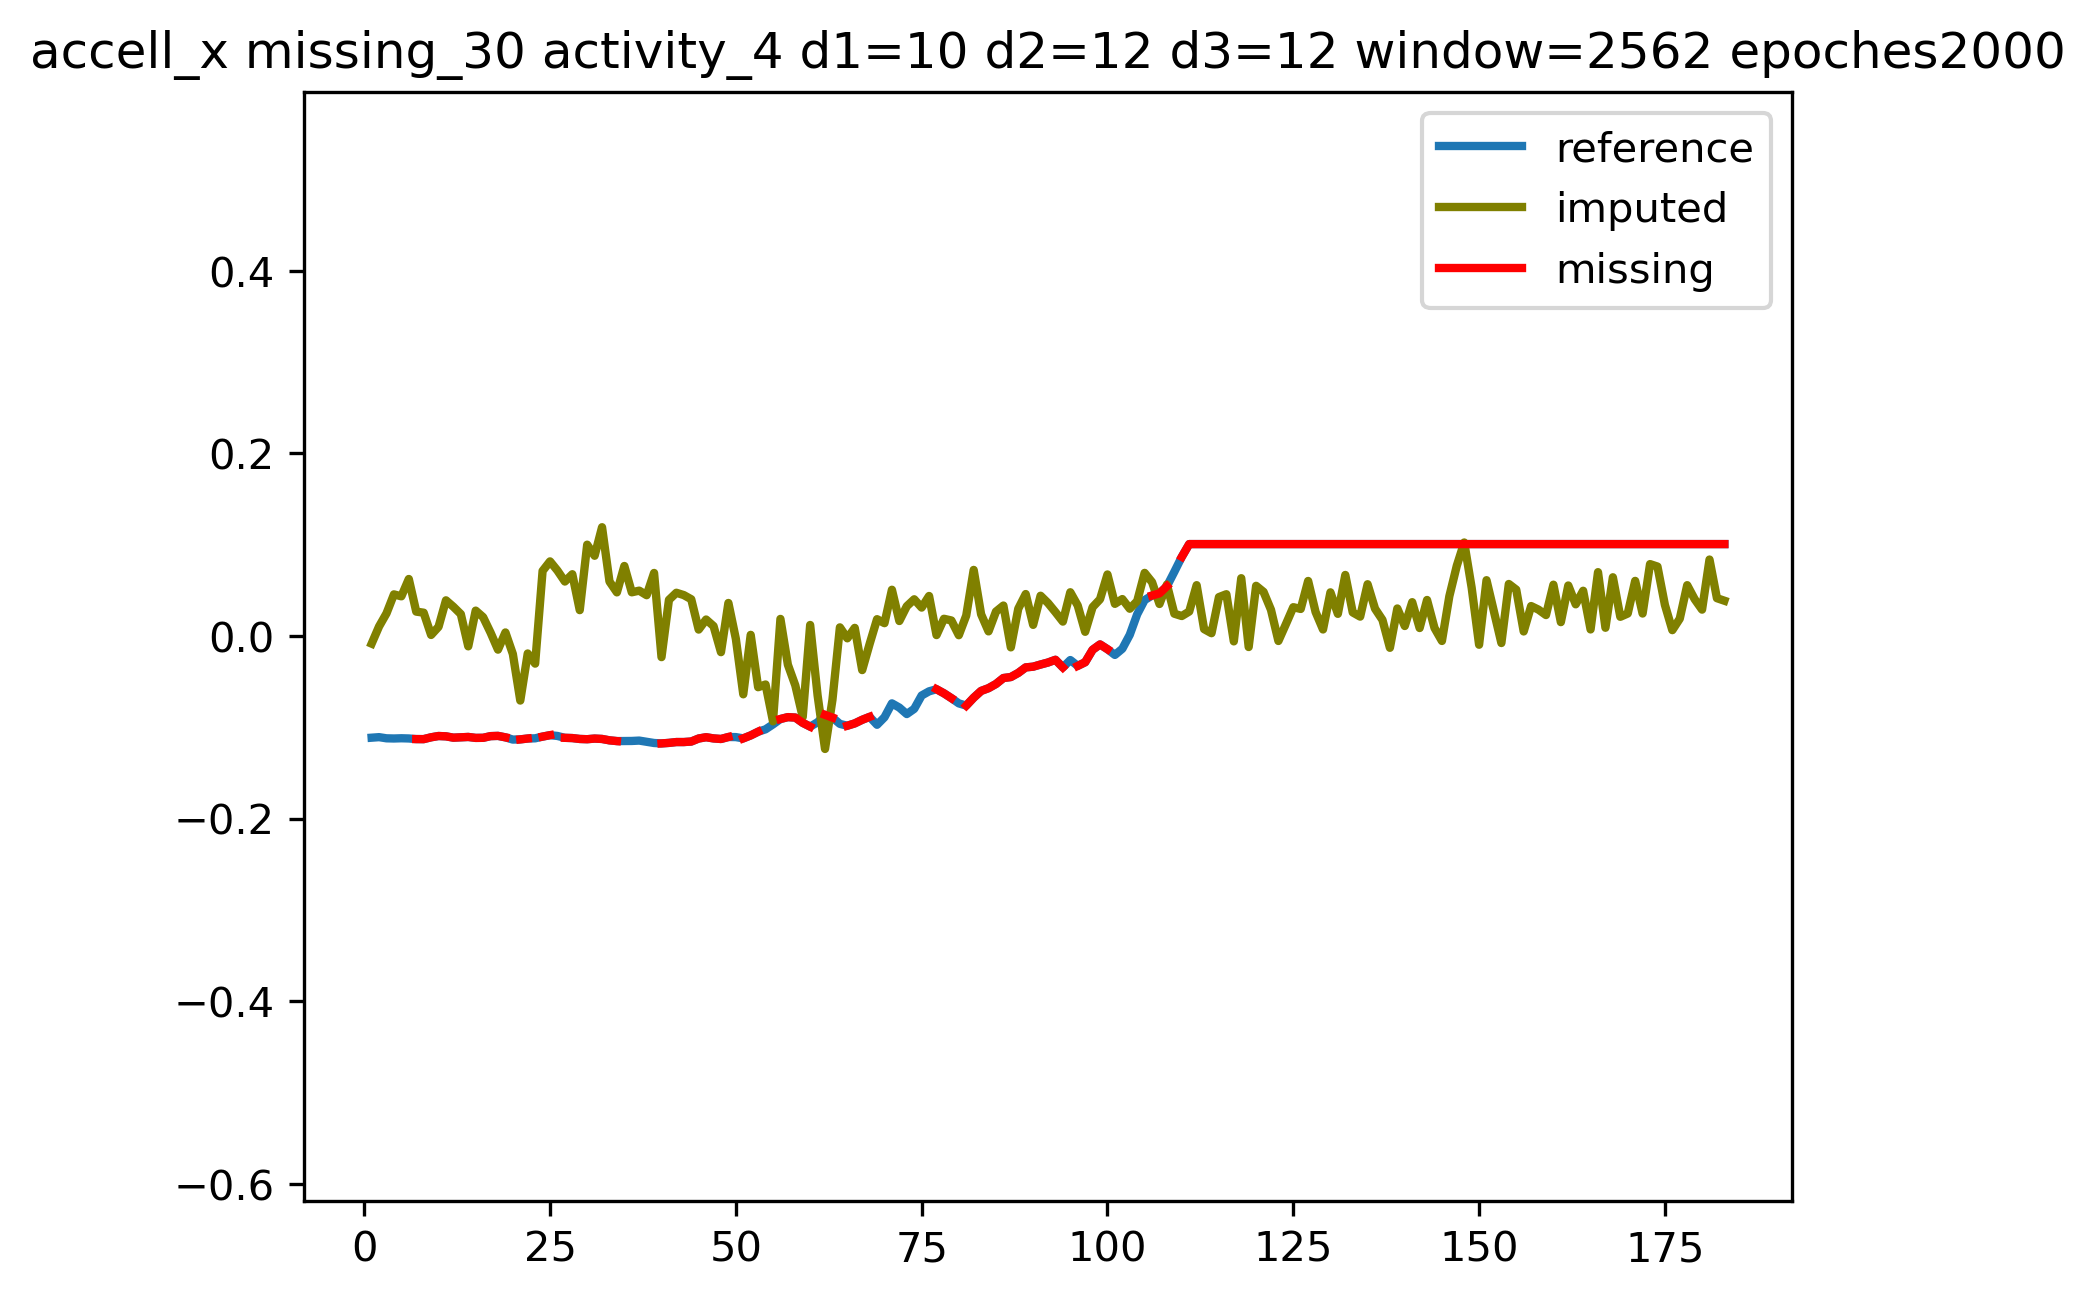 accell_x missing_30 activity_4 d1=10 d2=12 d3=12 window=2562 epoches2000
reference
imputed
missing
0.4
0.2
0.0
−0.2
−0.4
−0.6
0 25 50 75 100 125 150 175